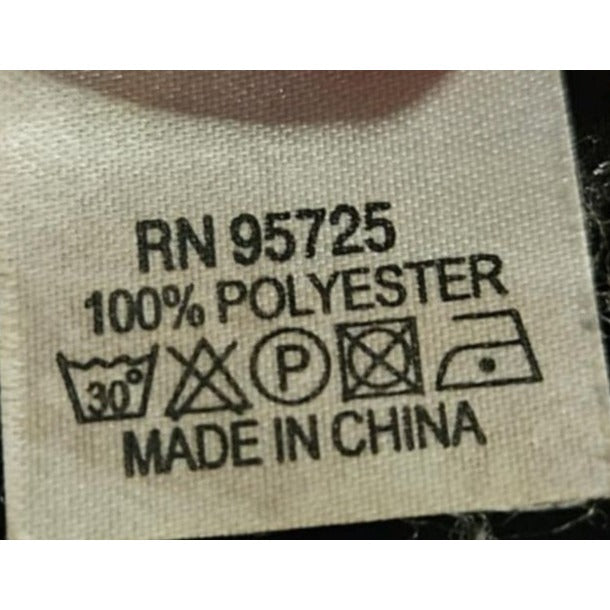 RN 95725
100% POLYESTER
30° P
MADE IN CHINA